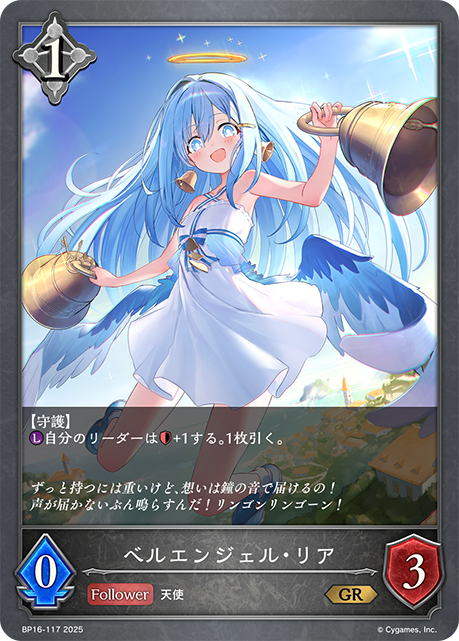 1
【守護】
L自分のリーダーは+1する。1枚引く。
ずっと持つには重いけど、想いは鐘の音で届けるの!
声が届かないぶん鳴らすんだ!リンゴンリンゴーン!
ベルエンジェル・リア
0
Follower 天使
GR
3
BP16-117 2025
© Cygames, Inc.